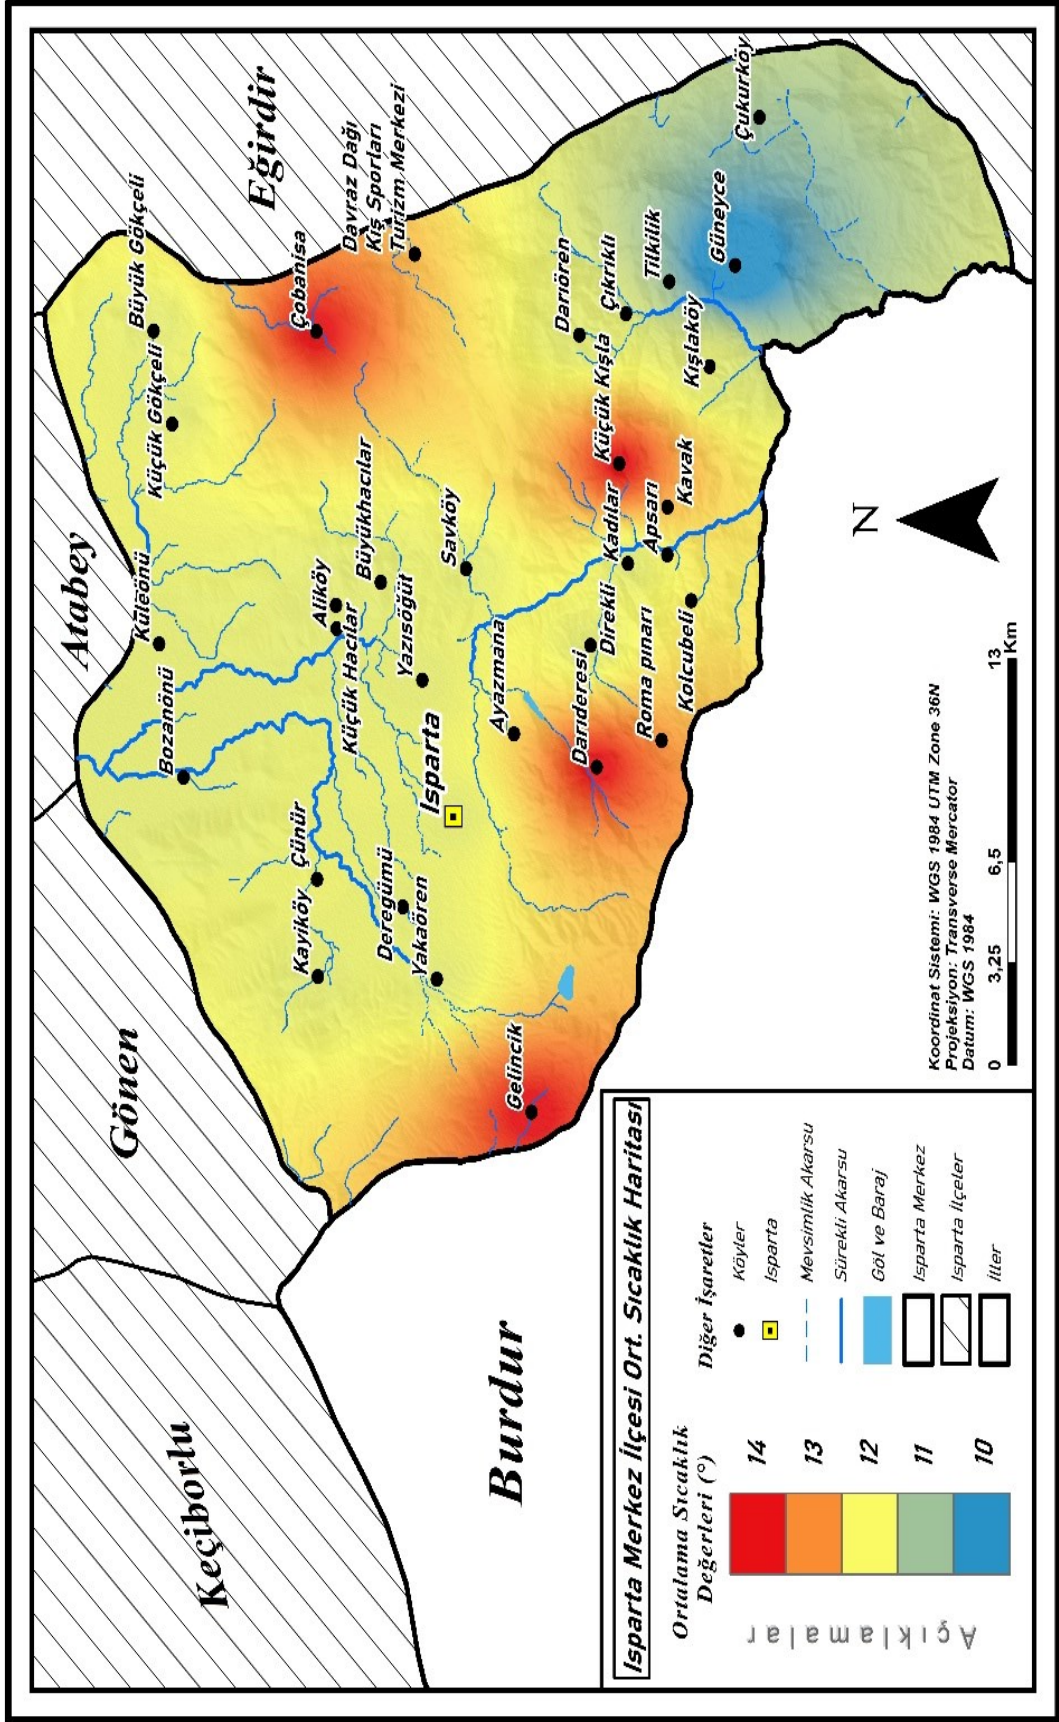 Keçiborlu
Gönen
Atabey
Eğirdir
Burdur
Büyük Gökçeli
Küçük Gökçeli
Kuleönü
Bozanönü
Çobanisa
Davraz Dağı
Kış Sporları
Turizm Merkezi
Aliköy
Küçük Hacılar
Büyükhacılar
Çünür
Kayiköy
Yazısöğüt
Savköy
Deregümü
Yakaören
Isparta
Ayazmana
Gelincik
Darıören
Çıkrıklı
Tilkilik
Güneyce
Çukurköy
Kışlaköy
Küçük Kışla
Kadılar
Kavak
Apsarı
Direkli
Darıderesi
Roma pınarı
Kolcubeli
N
Isparta Merkez İlçesi Ort. Sıcaklık Haritası
Ortalama Sıcaklık
Değerleri (°)
14
13
12
11
10
Diğer İşaretler
Köyler
Isparta
Mevsimlik Akarsu
Sürekli Akarsu
Göl ve Baraj
Isparta Merkez
Isparta İlçeler
İller
Açıklamalar
Koordinat Sistemi: WGS 1984 UTM Zone 36N
Projeksiyon: Transverse Mercator
Datum: WGS 1984
0 3,25 6,5 13
Km